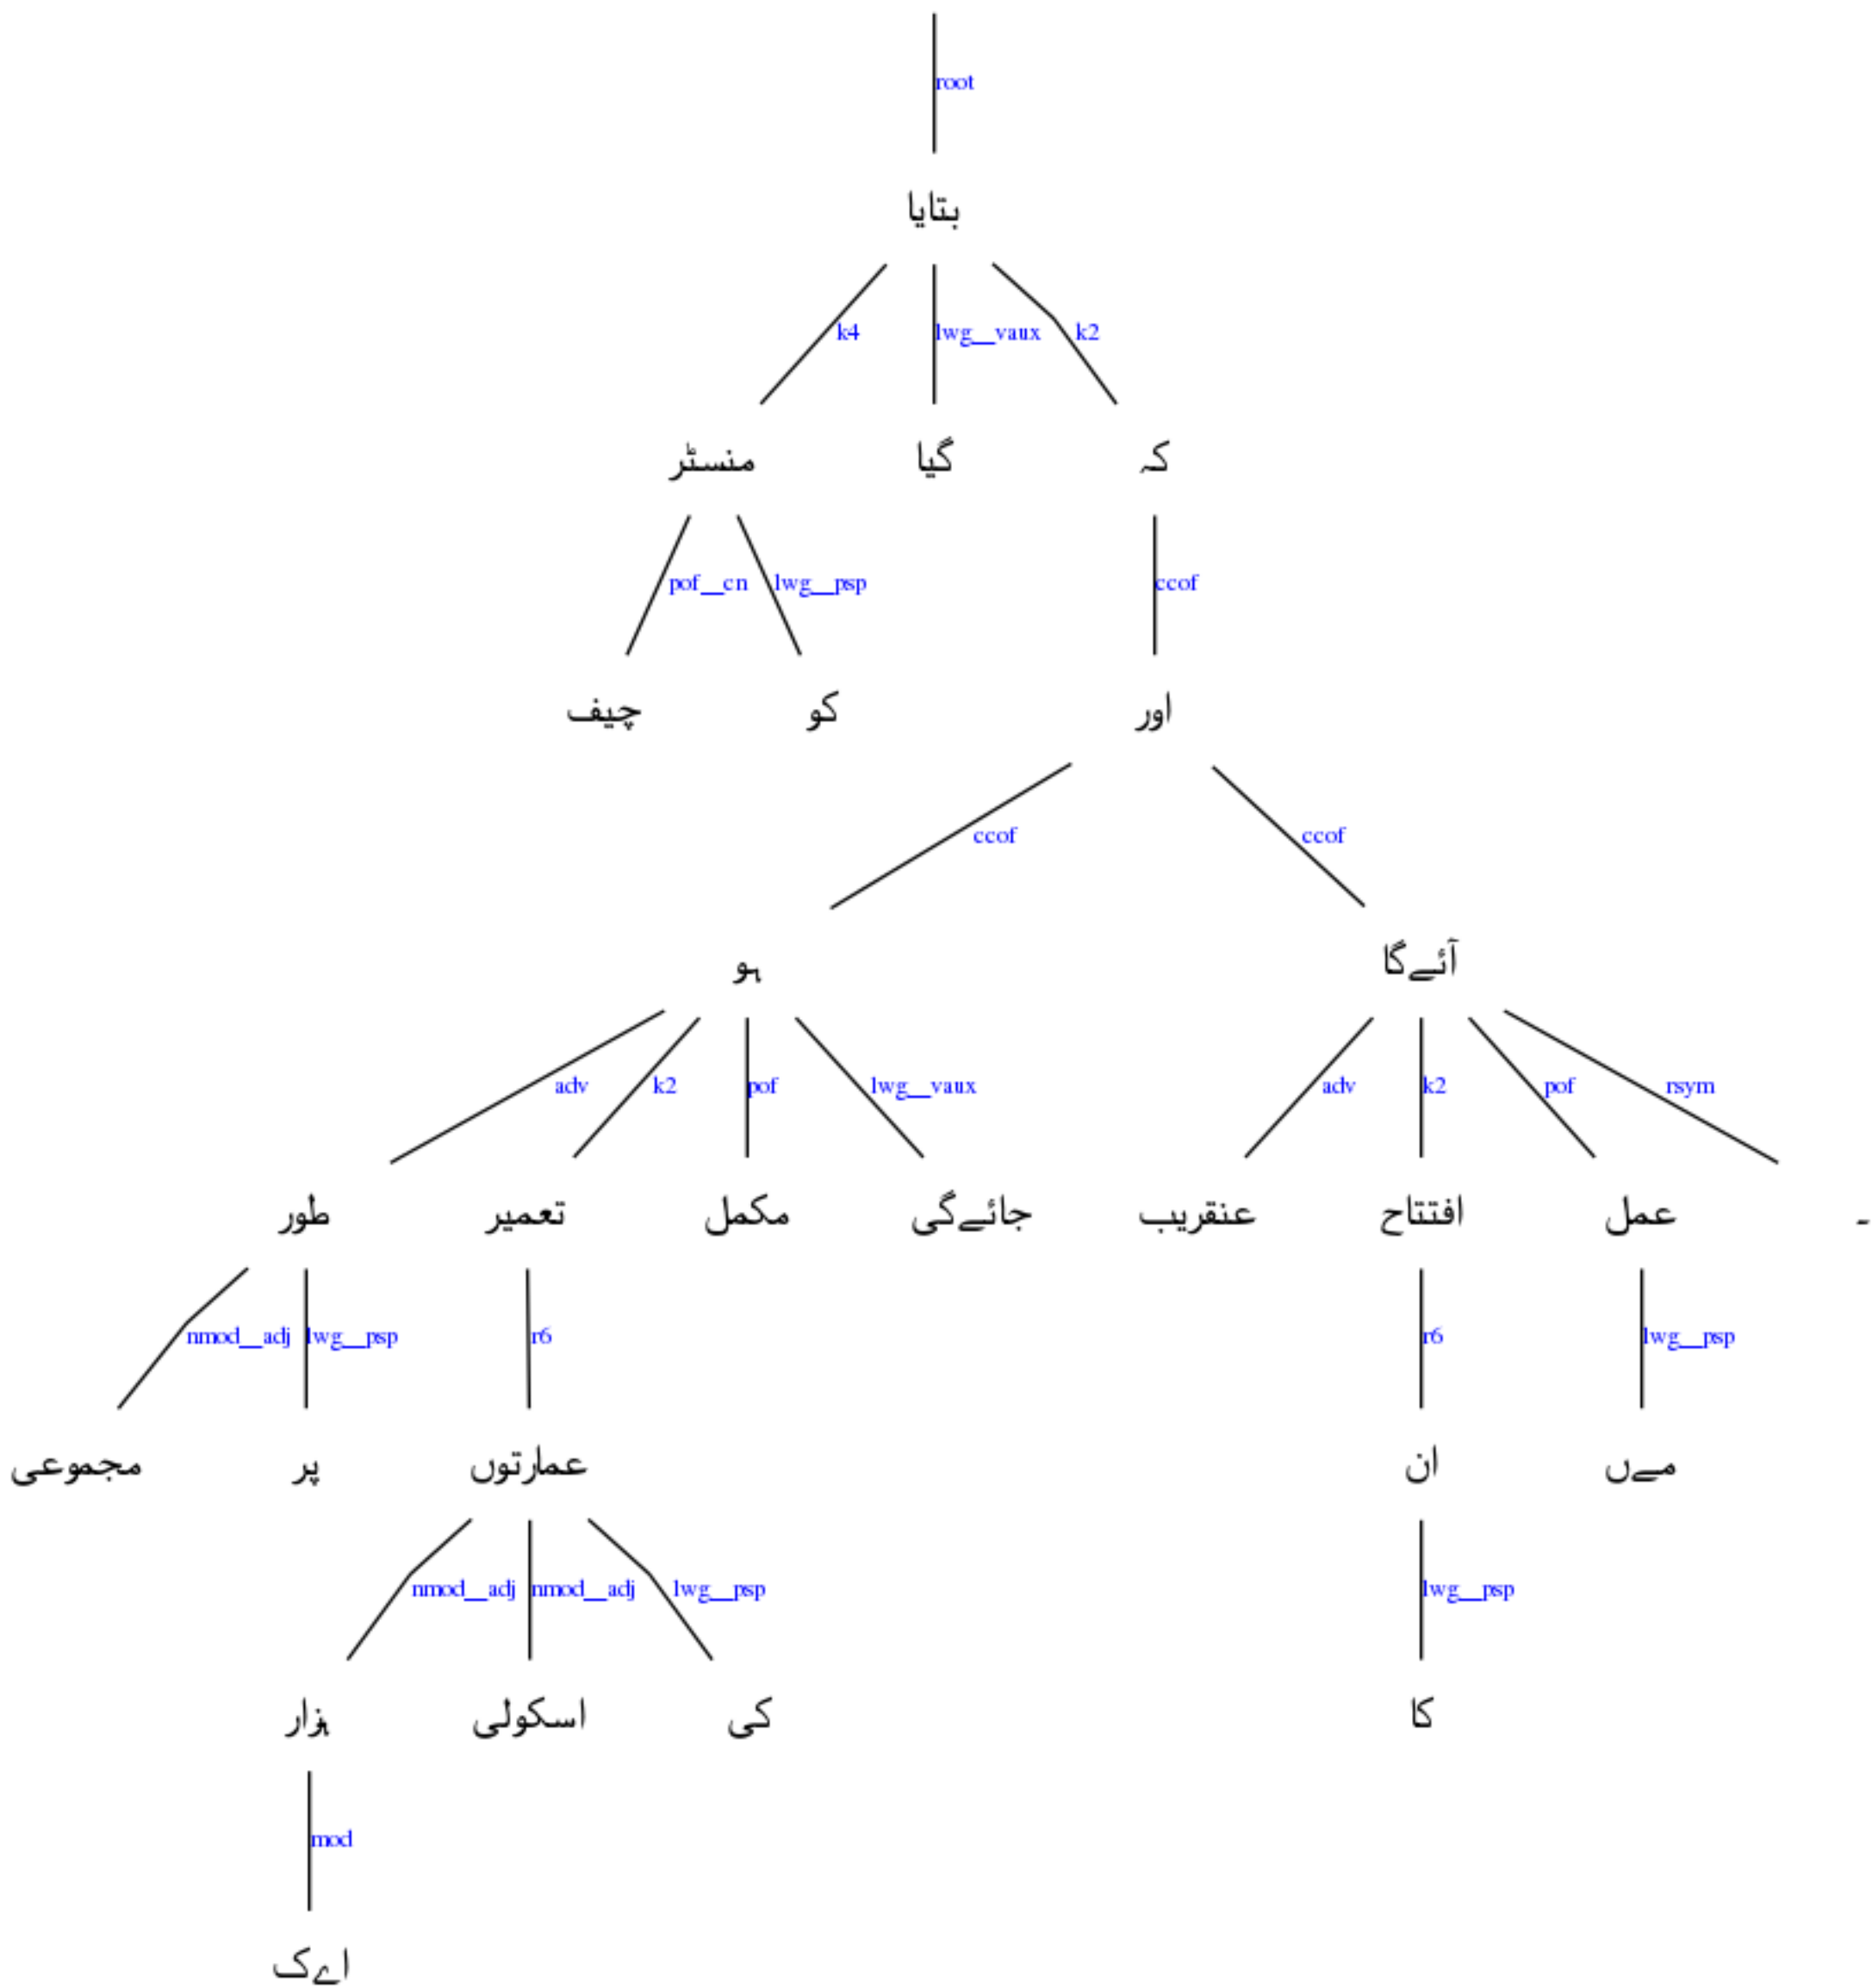 root
بتایا
k4 lwg__vaux k2
منسٹر گیا کہ
pof__cn lwg__psp ccof
چیف کو اور
ccof ccof
ہو آئےگا
adv k2 pof lwg__vaux adv k2 pof rsym
طور تعمیر مکمل جائےگی عنقریب افتتاح عمل ۔
nmod__adj lwg__psp r6 r6 lwg__psp
مجموعی پر عمارتوں ان مےں
nmod__adj nmod__adj lwg__psp lwg__psp
ہزار اسکولی کی کا
mod
اےک